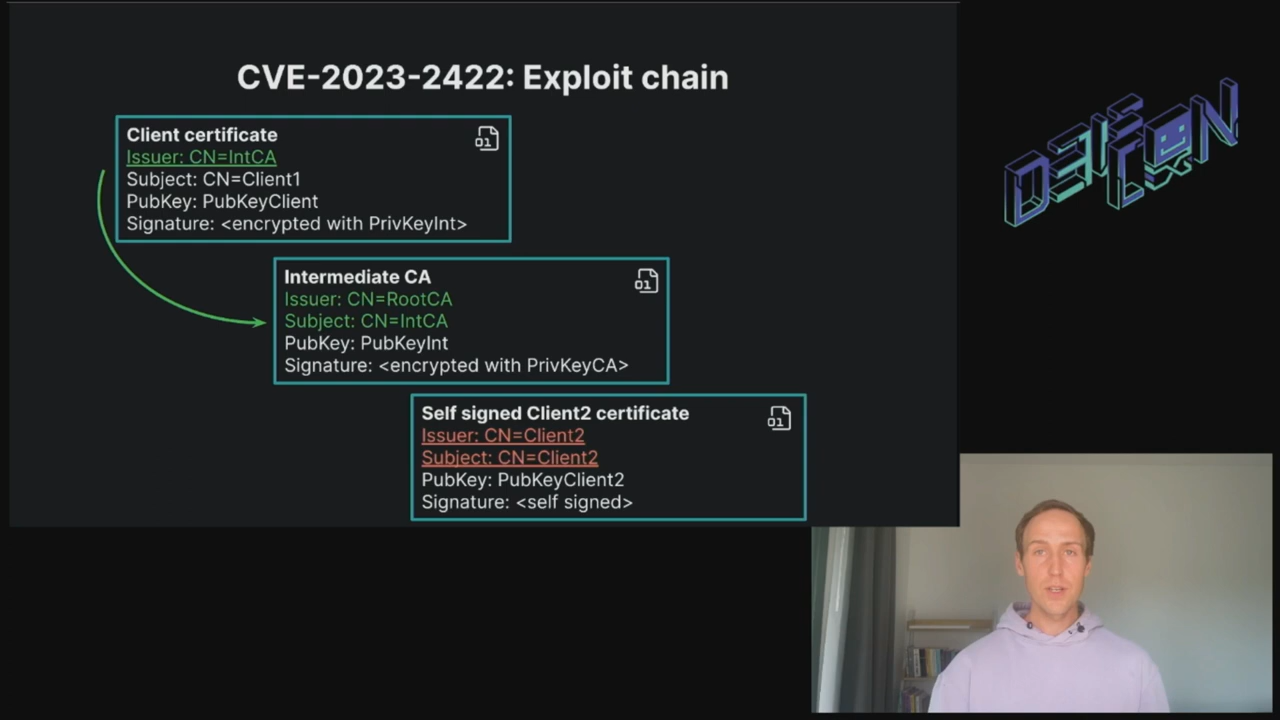 CVE-2023-2422: Exploit chain
Client certificate
Issuer: CN=IntCA
Subject: CN=Client1
PubKey: PubKeyClient
Signature: <encrypted with PrivKeyInt>
Intermediate CA
Issuer: CN=RootCA
Subject: CN=IntCA
PubKey: PubKeyInt
Signature: <encrypted with PrivKeyCA>
Self signed Client2 certificate
Issuer: CN=Client2
Subject: CN=Client2
PubKey: PubKeyClient2
Signature: <self signed>
DEF CON